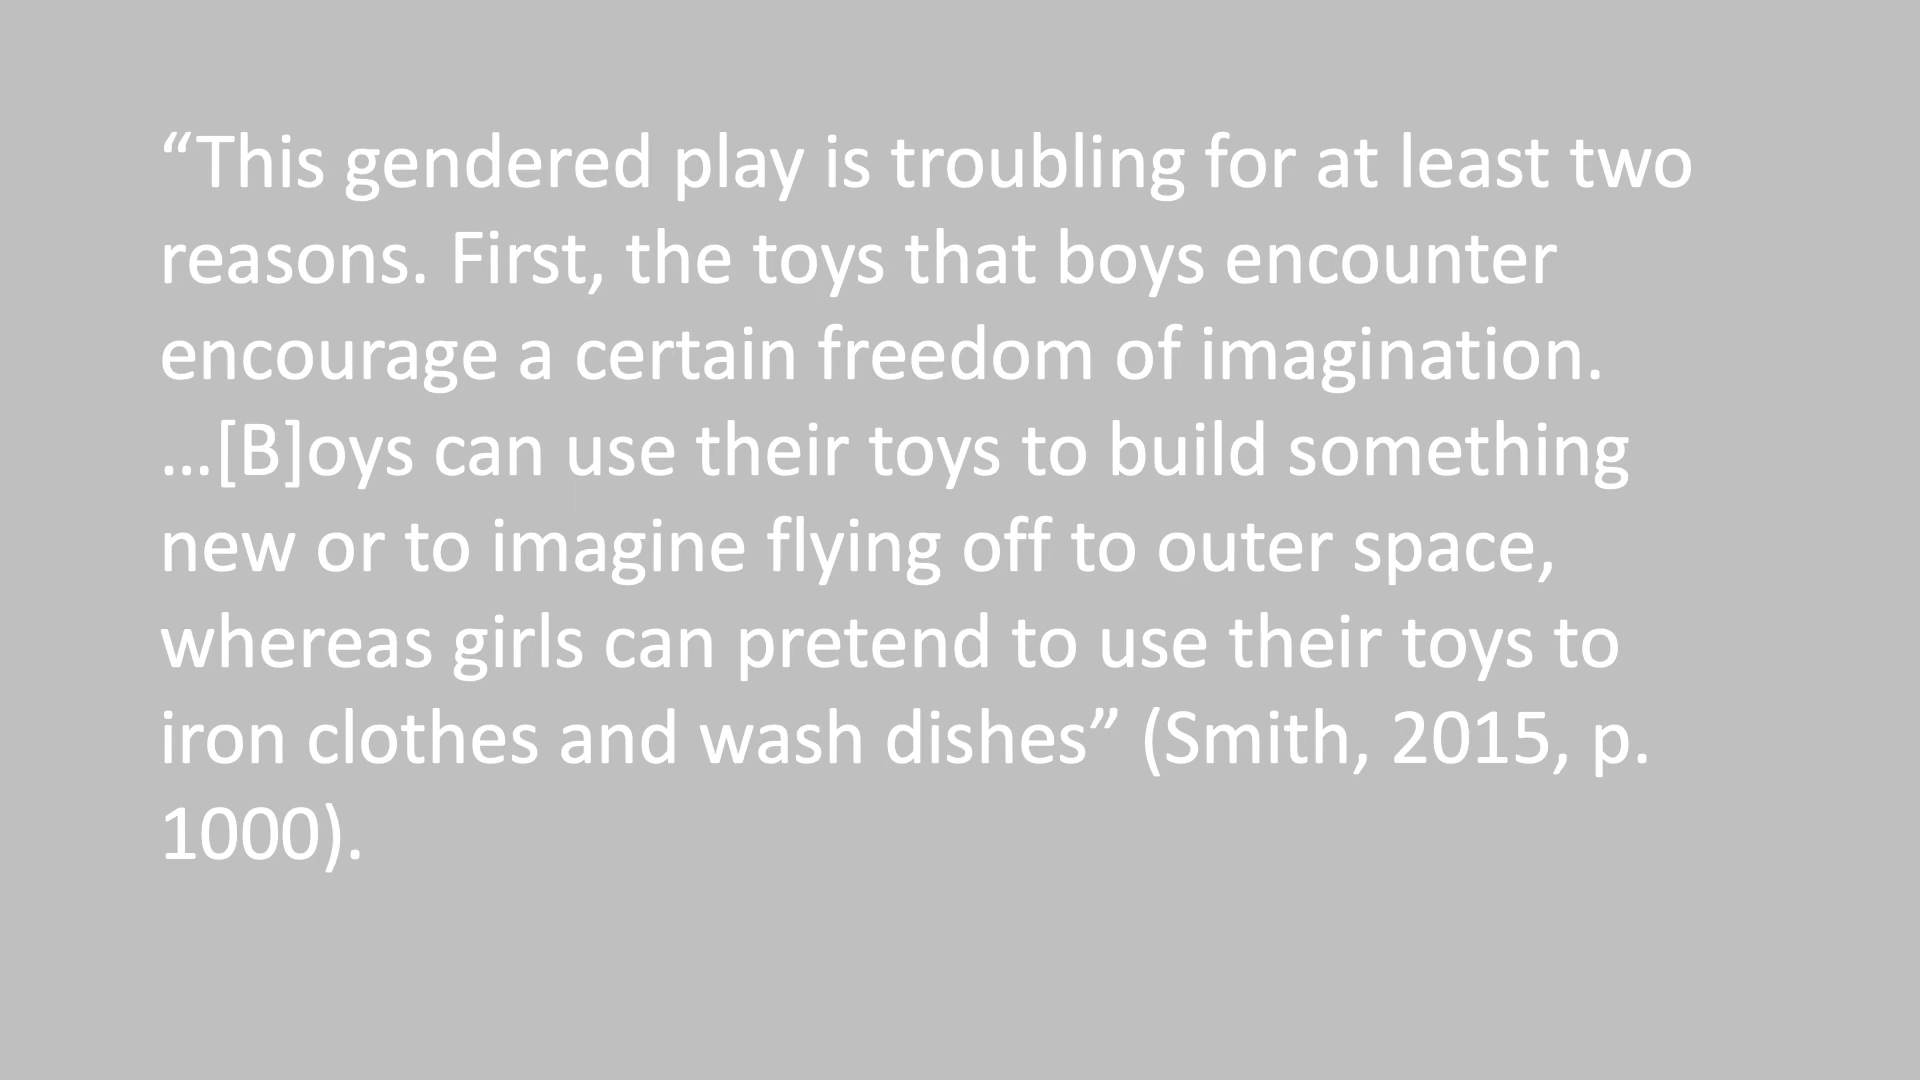 “This gendered play is troubling for at least two
reasons. First, the toys that boys encounter
encourage a certain freedom of imagination.
…[B]oys can use their toys to build something
new or to imagine flying off to outer space,
whereas girls can pretend to use their toys to
iron clothes and wash dishes” (Smith, 2015, p.
1000).